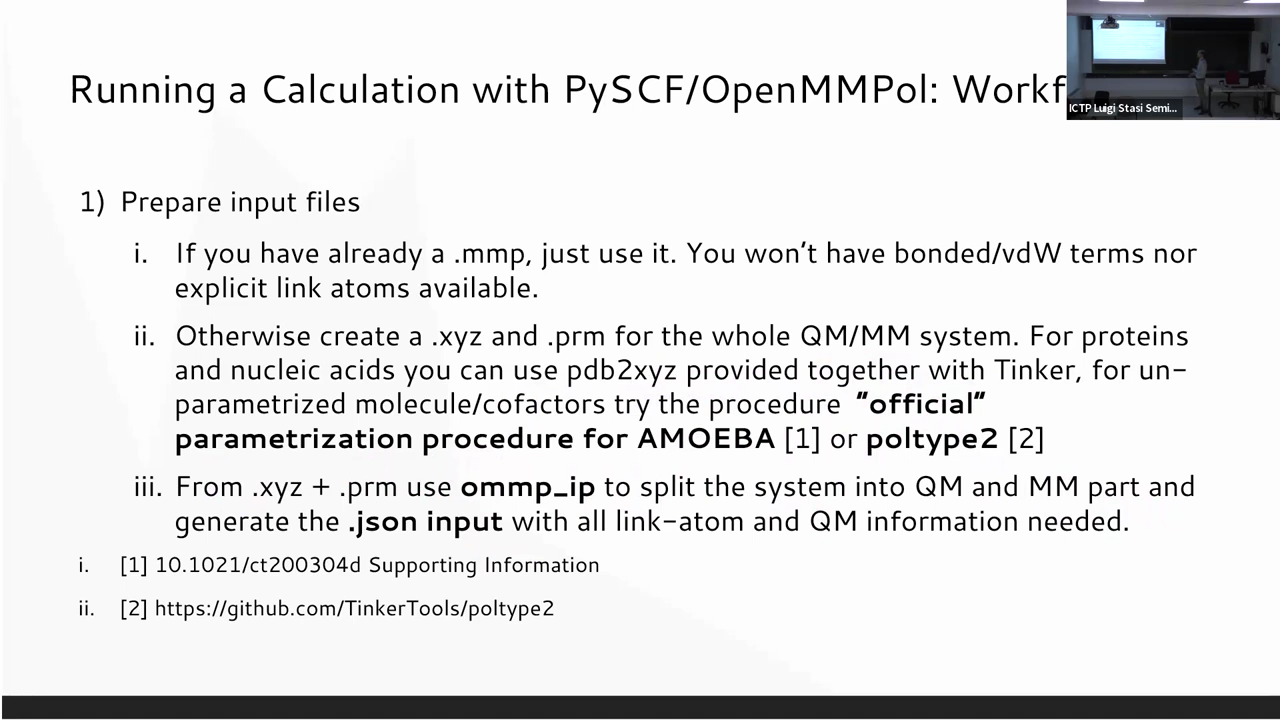 Running a Calculation with PySCF/OpenMMPol: Workf
ICTP Luigi Stasi Semi...
1) Prepare input files
i. If you have already a .mmp, just use it. You won't have bonded/vdW terms nor
explicit link atoms available.
ii. Otherwise create a .xyz and .prm for the whole QM/MM system. For proteins
and nucleic acids you can use pdb2xyz provided together with Tinker, for un-
parametrized molecule/cofactors try the procedure "official"
parametrization procedure for AMOEBA [1] or poltype2 [2]
iii. From .xyz + .prm use ommp_ip to split the system into QM and MM part and
generate the .json input with all link-atom and QM information needed.
i. [1] 10.1021/ct200304d Supporting Information
ii. [2] https://github.com/TinkerTools/poltype2